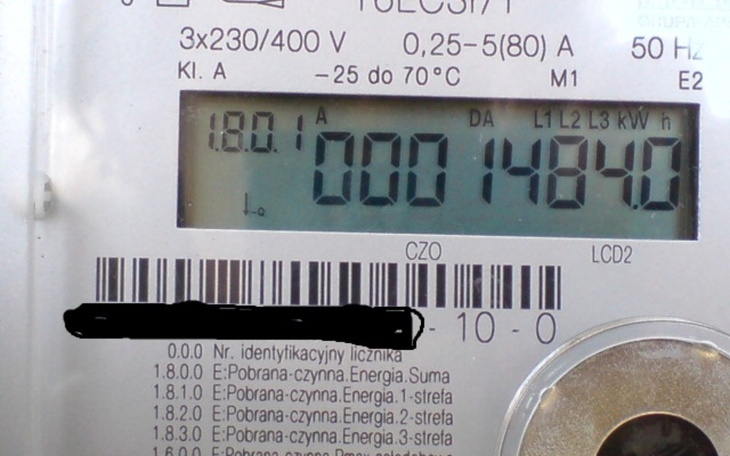 3x230/400 V 0,25-5(80) A 50 Hz
Kl. A -25 do 70°C M1 E2
A DA L1 L2 L3 kW h
1.8.0.1 0001484.0
CZO LCD2
- 10 - 0
0.0.0 Nr. identyfikacyjny licznika
1.8.0.0 E:Pobrana-czynna.Energia.Suma
1.8.1.0 E:Pobrana-czynna.Energia.1-strefa
1.8.2.0 E:Pobrana-czynna.Energia.2-strefa
1.8.3.0 E:Pobrana-czynna.Energia.3-strefa